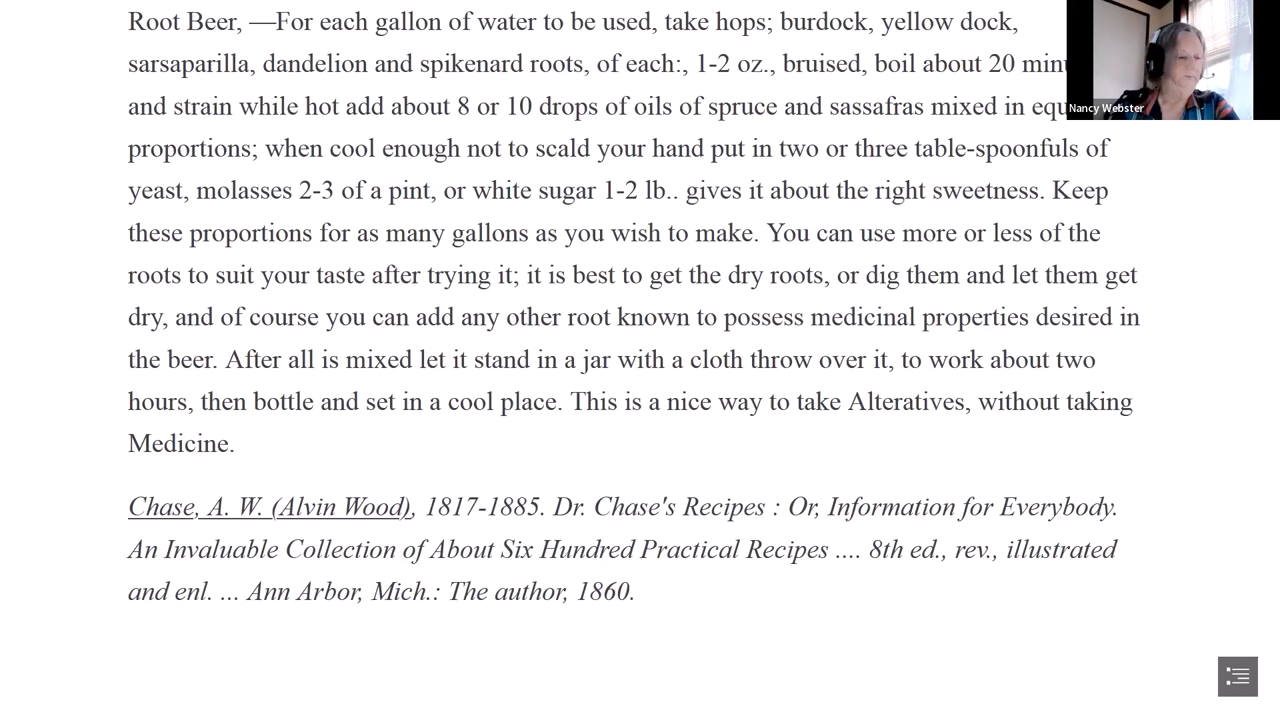 Root Beer, —For each gallon of water to be used, take hops; burdock, yellow dock,
sarsaparilla, dandelion and spikenard roots, of each:, 1-2 oz., bruised, boil about 20
and strain while hot add about 8 or 10 drops of oils of spruce and sassafras mixed in
proportions; when cool enough not to scald your hand put in two or three table-spoonfuls of
yeast, molasses 2-3 of a pint, or white sugar 1-2 lb.. gives it about the right sweetness. Keep
these proportions for as many gallons as you wish to make. You can use more or less of the
roots to suit your taste after trying it; it is best to get the dry roots, or dig them and let them get
dry, and of course you can add any other root known to possess medicinal properties desired in
the beer. After all is mixed let it stand in a jar with a cloth throw over it, to work about two
hours, then bottle and set in a cool place. This is a nice way to take Alteratives, without taking
Medicine.
Chase, A. W. (Alvin Wood), 1817-1885. Dr. Chase's Recipes : Or, Information for Everybody.
An Invaluable Collection of About Six Hundred Practical Recipes .... 8th ed., rev., illustrated
and enl. ... Ann Arbor, Mich.: The author, 1860.
Nancy Webster